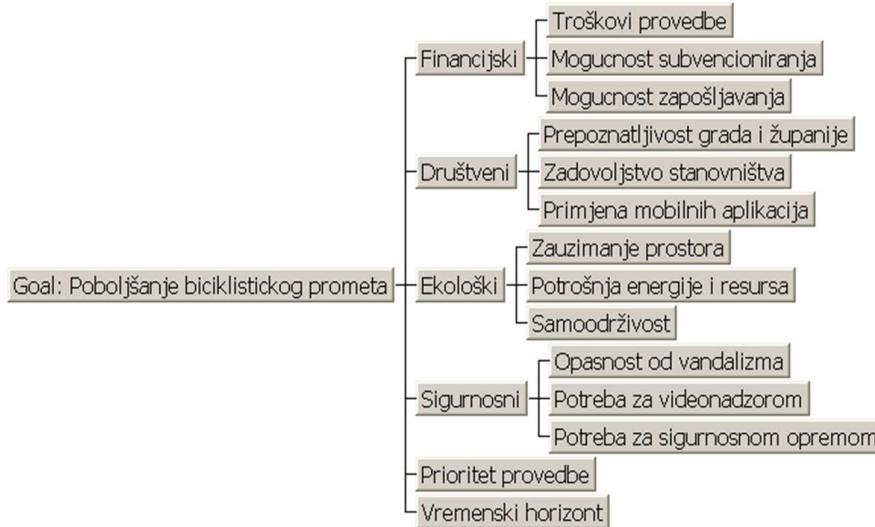 Goal: Poboljšanje biciklistickog prometa
Financijski
Troškovi provedbe
Mogucnost subvencioniranja
Mogucnost zapošljavanja
Društveni
Prepoznatljivost grada i županije
Zadovoljstvo stanovništva
Primjena mobilnih aplikacija
Ekološki
Zauzimanje prostora
Potrošnja energije i resursa
Samoodrživost
Sigurnosni
Opasnost od vandalizma
Potreba za videonadzorom
Potreba za sigurnosnom opremom
Prioritet provedbe
Vremenski horizont